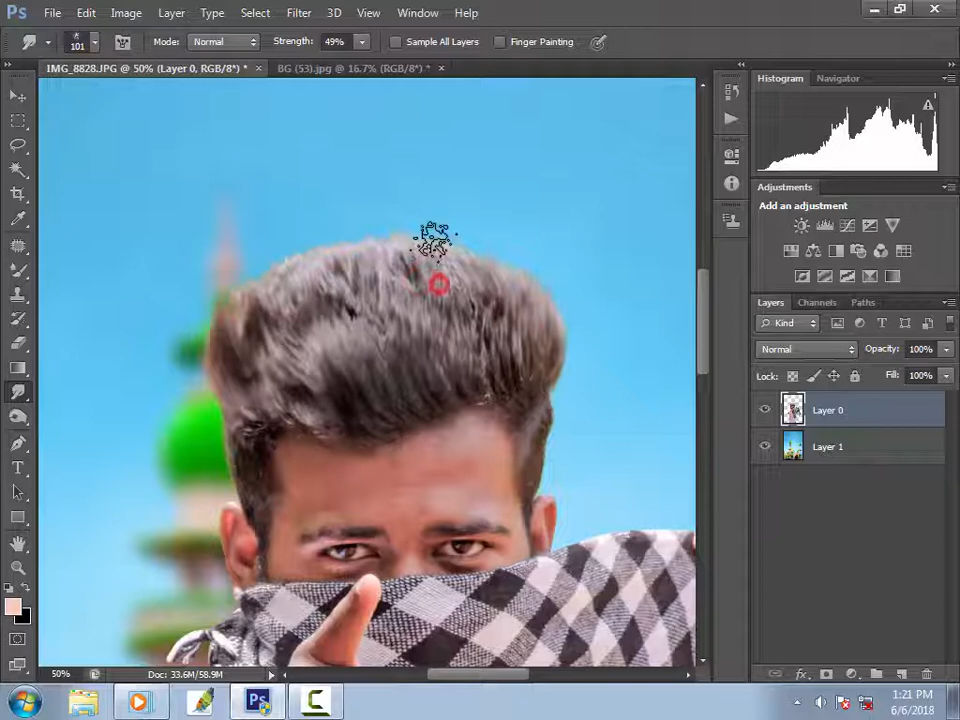 Ps File Edit Image Layer Type Select Filter 3D View Window Help
101 Mode: Normal Strength: 49% Sample All Layers Finger Painting
IMG_8828.JPG @ 50% (Layer 0, RGB/8*) * × BG (53).jpg @ 16.7% (RGB/8*) * ×
Histogram Navigator
Adjustments
Add an adjustment
Layers Channels Paths
Kind
Normal Opacity: 100%
Lock: Fill: 100%
Layer 0
Layer 1
50% Doc: 33.6M/58.9M
Ps
1:21 PM
6/6/2018